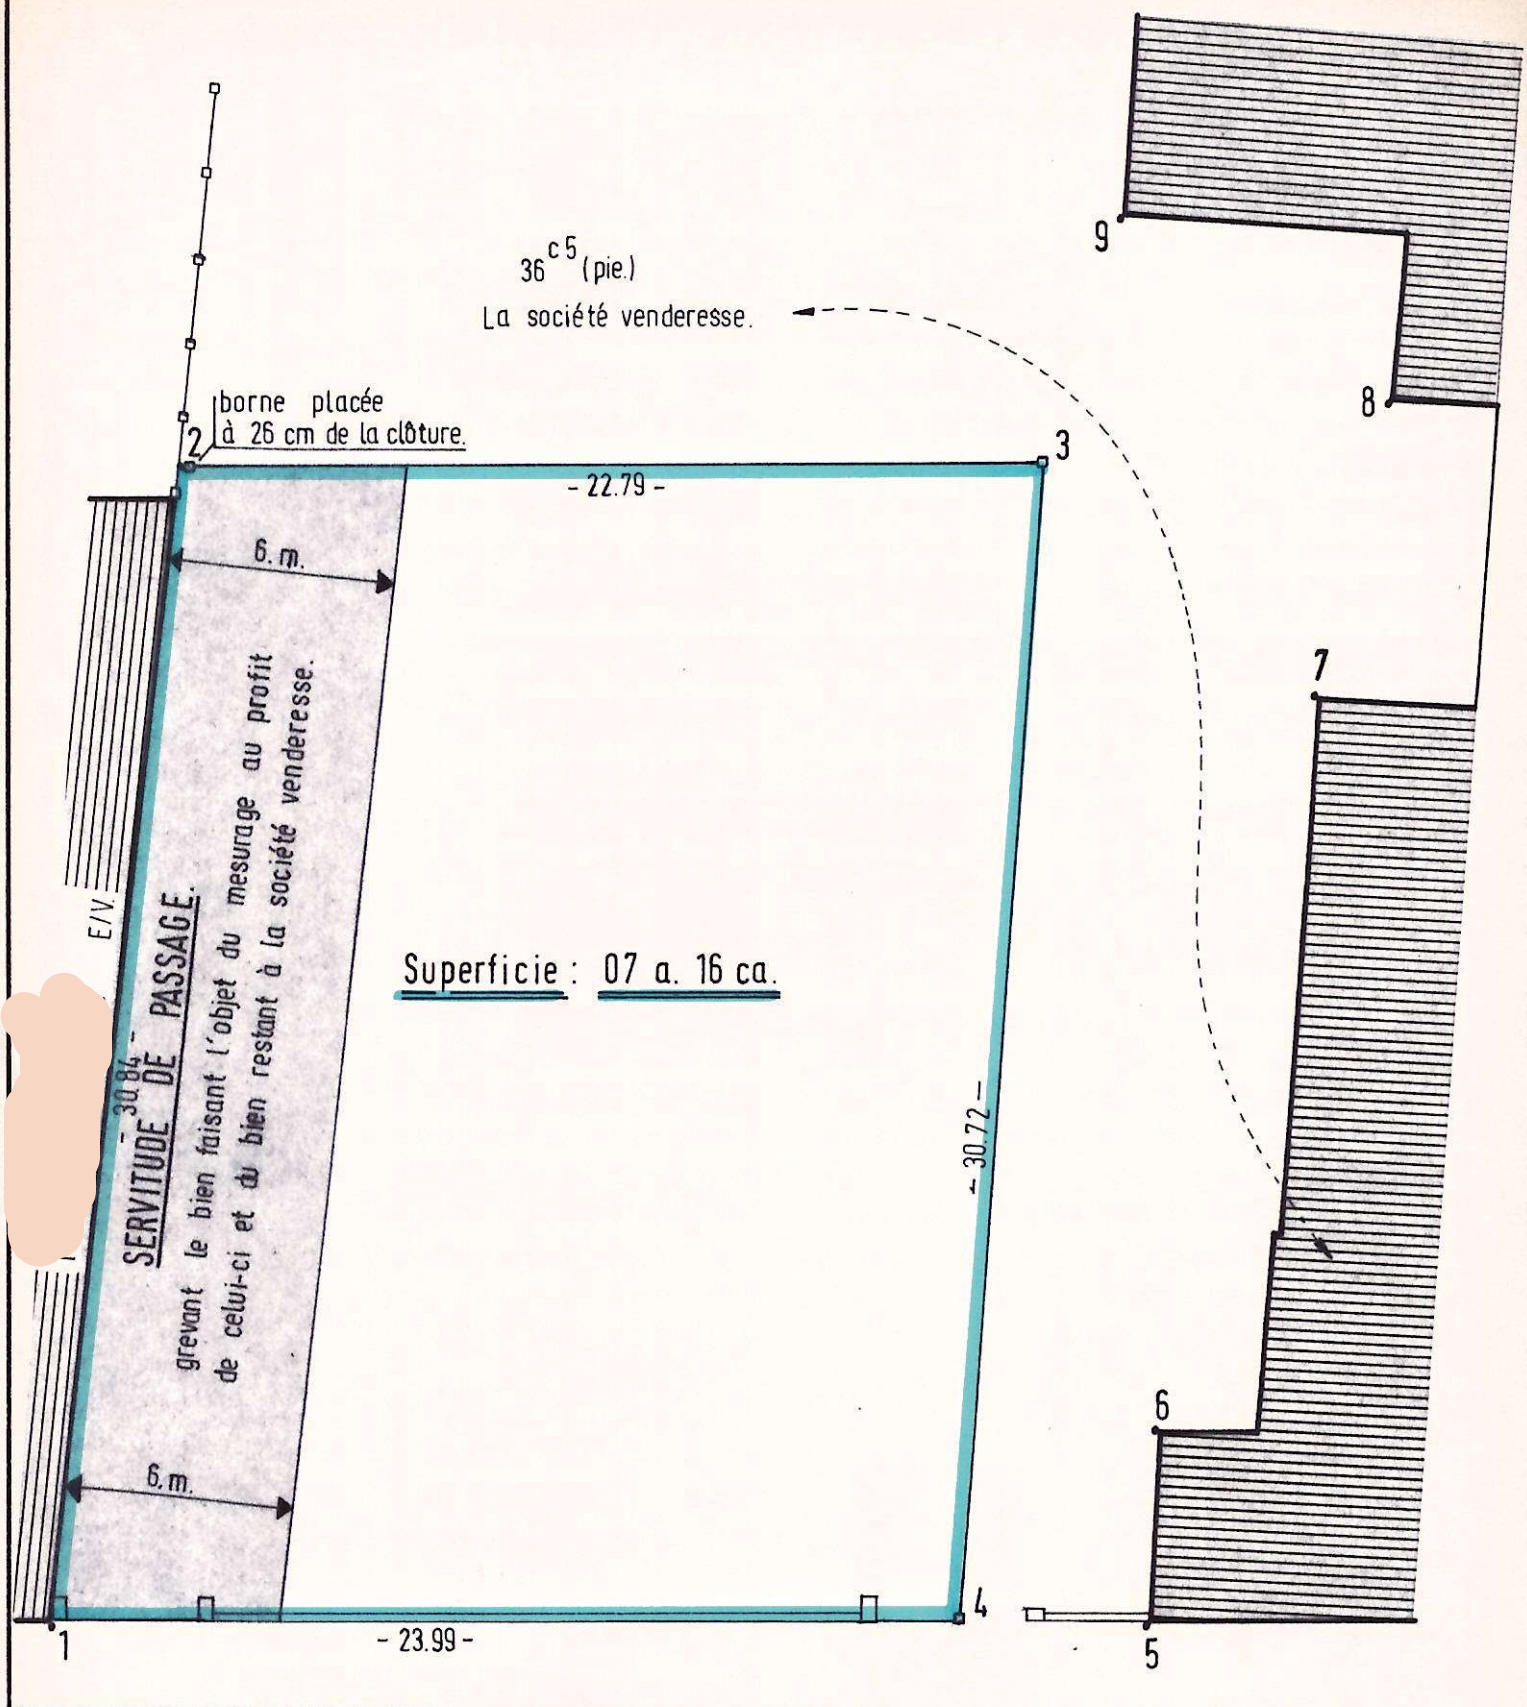 9
36 c5 (pie.)
La société venderesse.
8
borne placée
à 26 cm de la clôture.
2
3
- 22.79 -
6. m.
7
E/V.
- 30.84 -
SERVITUDE DE PASSAGE.
grevant le bien faisant l'objet du mesurage au profit
de celui-ci et du bien restant à la société venderesse.
Superficie : 07 a. 16 ca.
- 30.72 -
6
6. m.
4
1
- 23.99 -
5